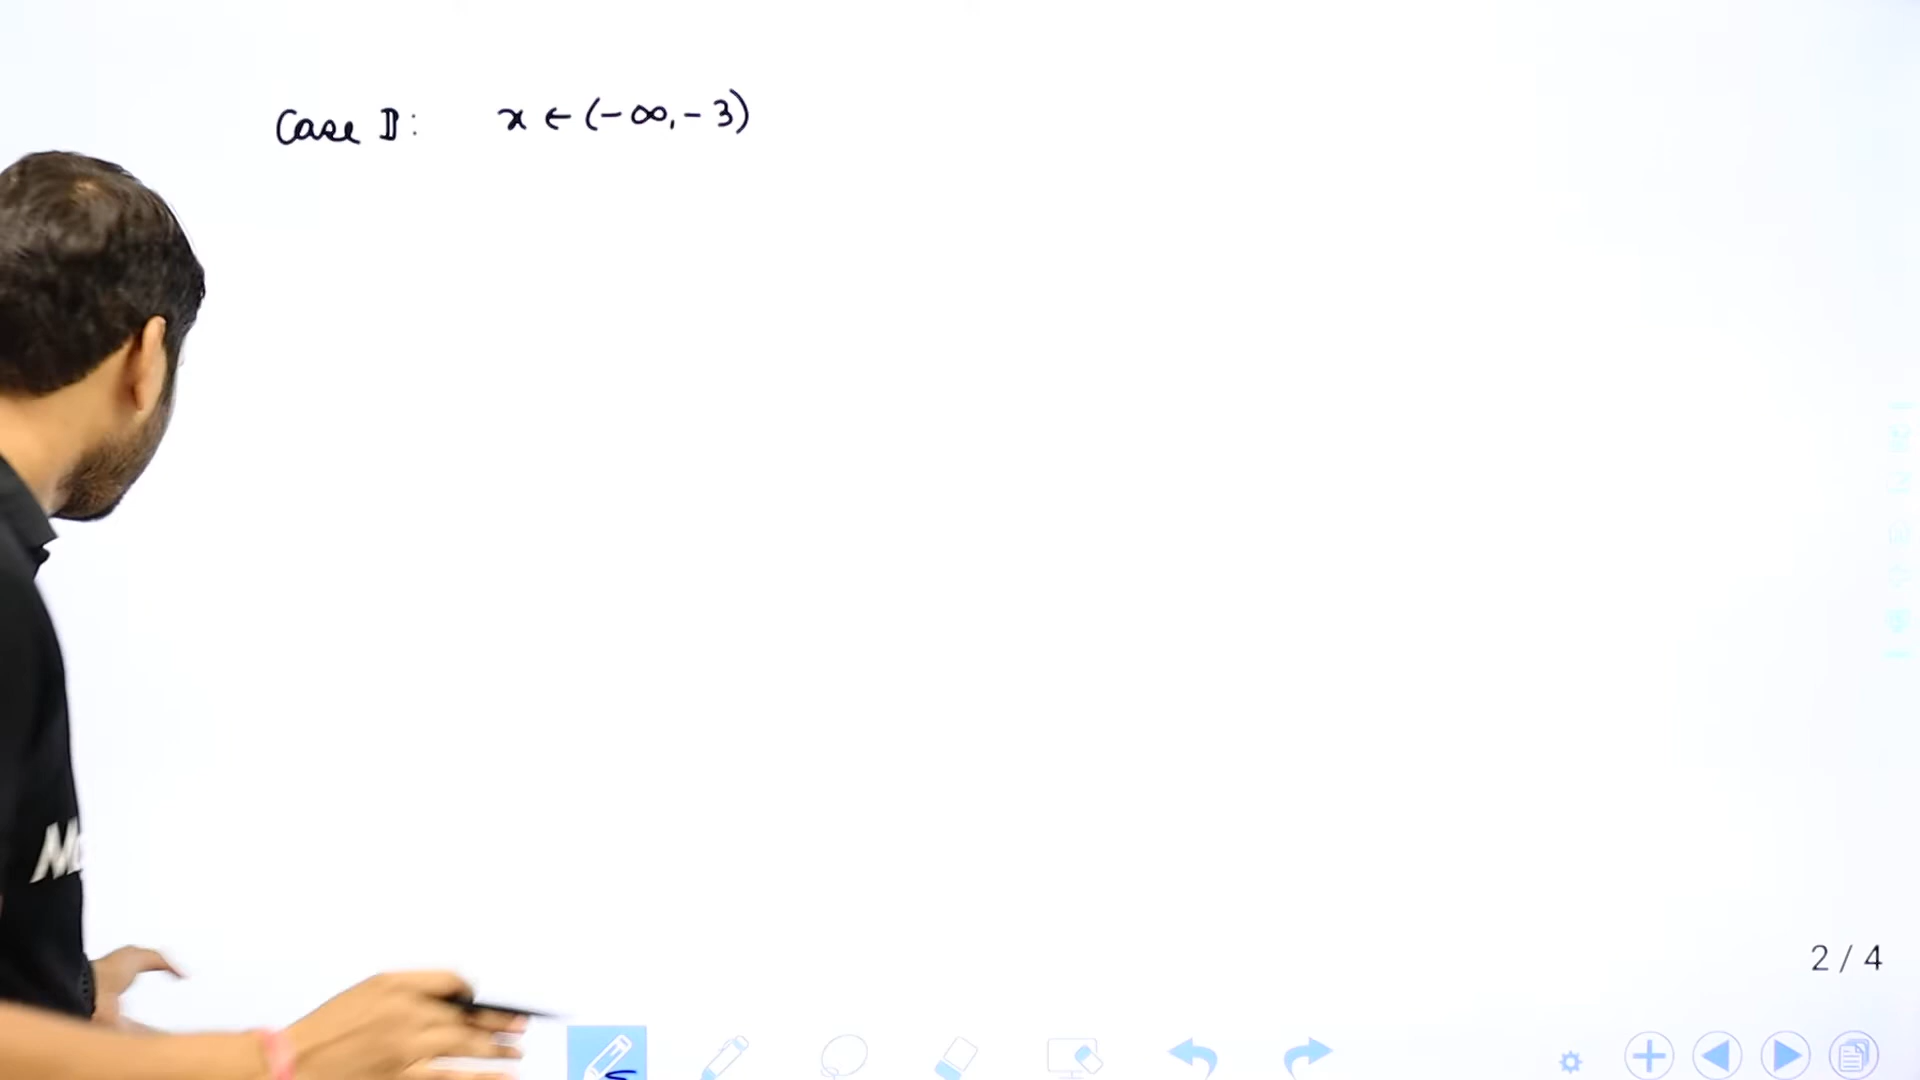 Case II: x ∈ (-∞, -3)
2 / 4